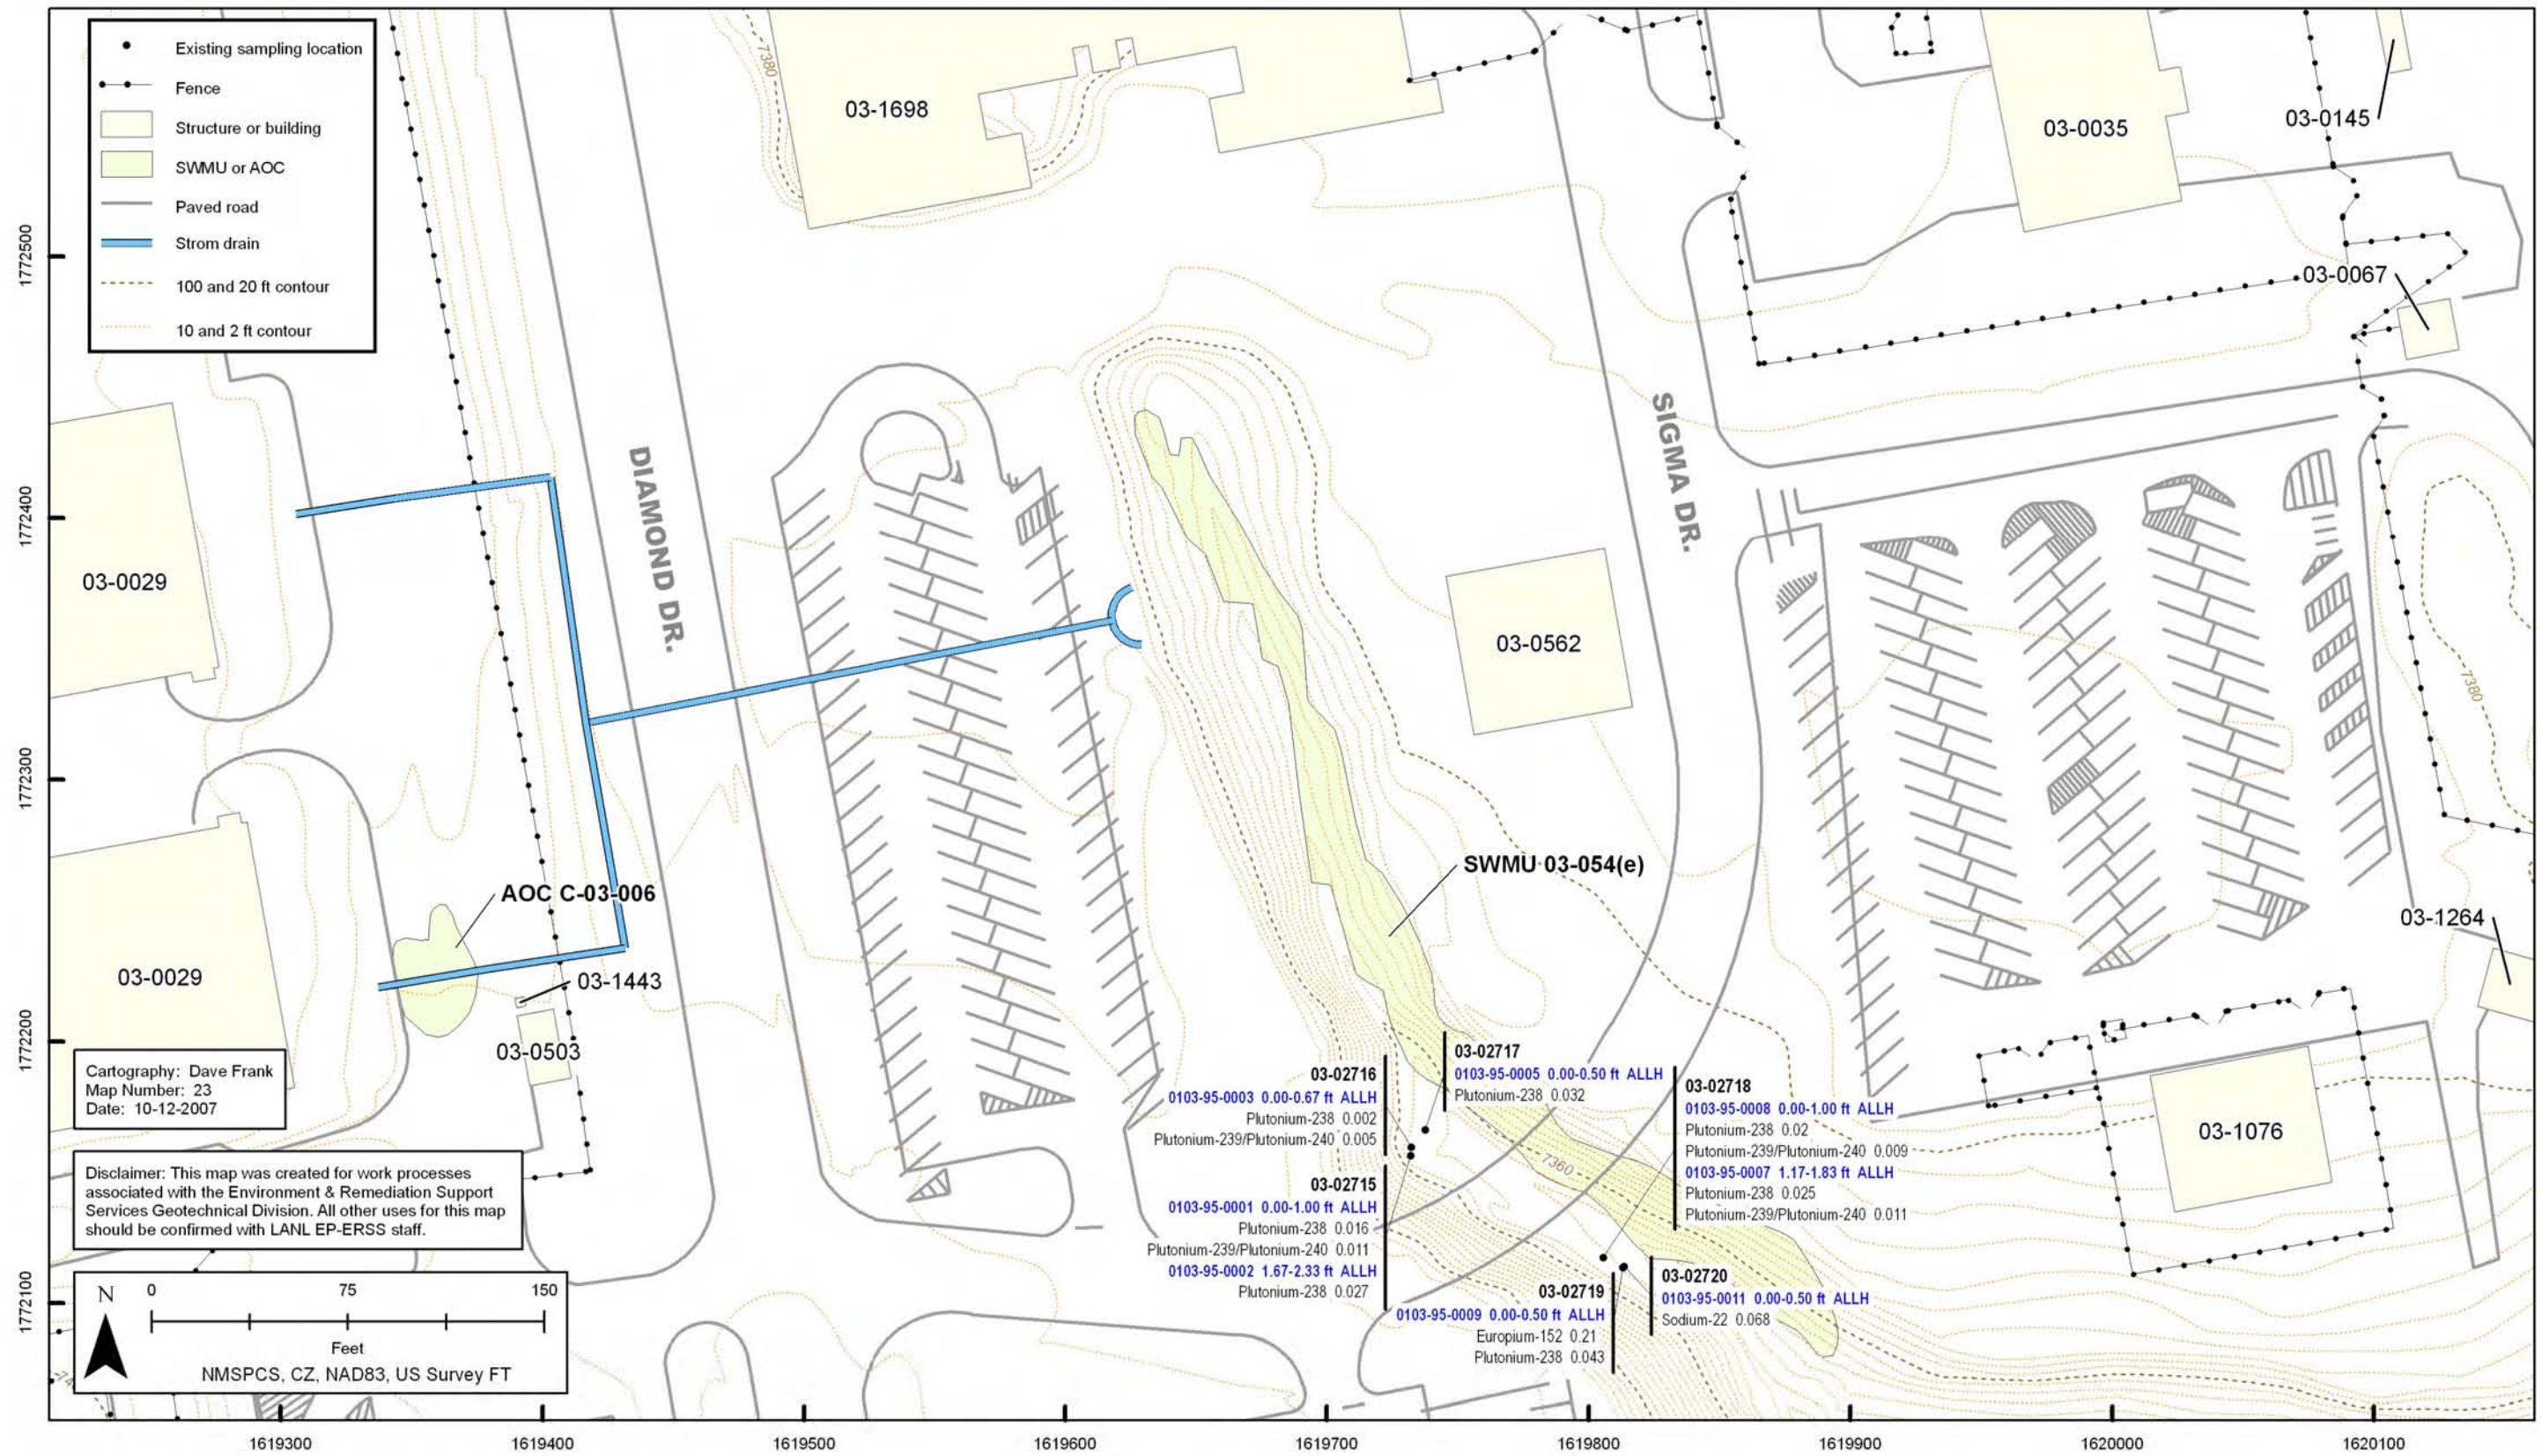 Existing sampling location
Fence
Structure or building
SWMU or AOC
Paved road
Strom drain
100 and 20 ft contour
10 and 2 ft contour
7380
03-1698
03-0035
03-0145
03-0067
1772500
1772400
1772300
1772200
1772100
DIAMOND DR.
SIGMA DR.
03-0029
03-0562
7380
SWMU 03-054(e)
AOC C-03-006
03-1264
03-0029
03-1443
03-0503
Cartography: Dave Frank
Map Number: 23
Date: 10-12-2007
Disclaimer: This map was created for work processes
associated with the Environment & Remediation Support
Services Geotechnical Division. All other uses for this map
should be confirmed with LANL EP-ERSS staff.
03-02716
0103-95-0003 0.00-0.67 ft ALLH
Plutonium-238 0.002
Plutonium-239/Plutonium-240 0.005
03-02717
0103-95-0005 0.00-0.50 ft ALLH
Plutonium-238 0.032
03-02718
0103-95-0008 0.00-1.00 ft ALLH
Plutonium-238 0.02
Plutonium-239/Plutonium-240 0.009
0103-95-0007 1.17-1.83 ft ALLH
Plutonium-238 0.025
Plutonium-239/Plutonium-240 0.011
03-1076
7360
03-02715
0103-95-0001 0.00-1.00 ft ALLH
Plutonium-238 0.016
Plutonium-239/Plutonium-240 0.011
0103-95-0002 1.67-2.33 ft ALLH
Plutonium-238 0.027
03-02719
0103-95-0009 0.00-0.50 ft ALLH
Europium-152 0.21
Plutonium-238 0.043
03-02720
0103-95-0011 0.00-0.50 ft ALLH
Sodium-22 0.068
N
0 75 150
Feet
NMSPCS, CZ, NAD83, US Survey FT
1619300 1619400 1619500 1619600 1619700 1619800 1619900 1620000 1620100